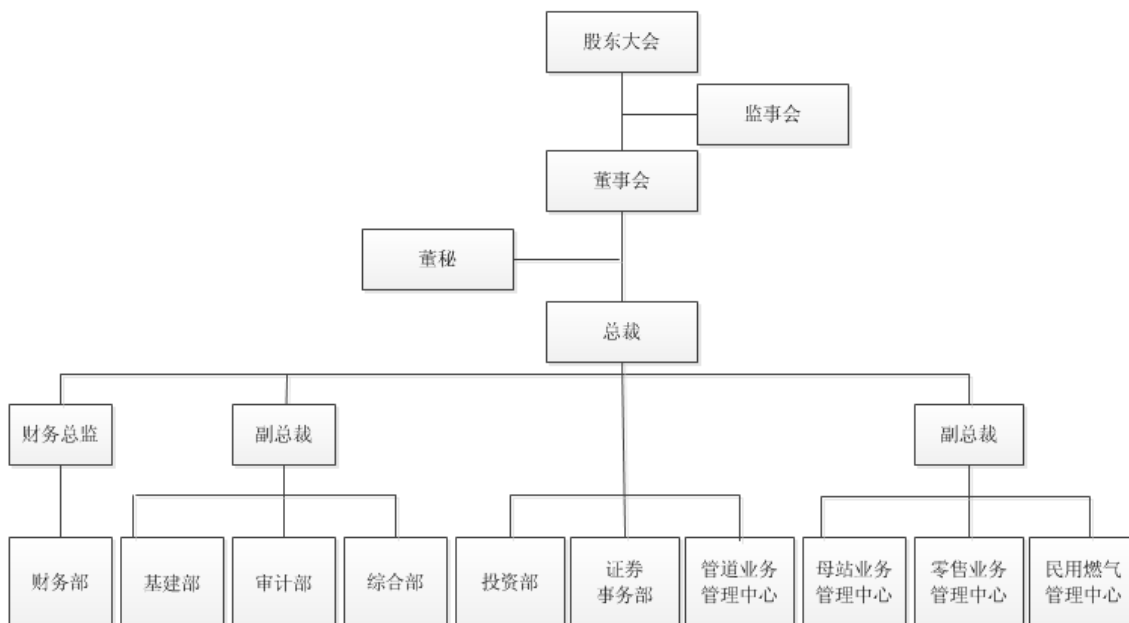 股东大会
监事会
董事会
董秘
总裁
财务总监
副总裁
副总裁
财务部
基建部
审计部
综合部
投资部
证券
事务部
管道业务
管理中心
母站业务
管理中心
零售业务
管理中心
民用燃气
管理中心